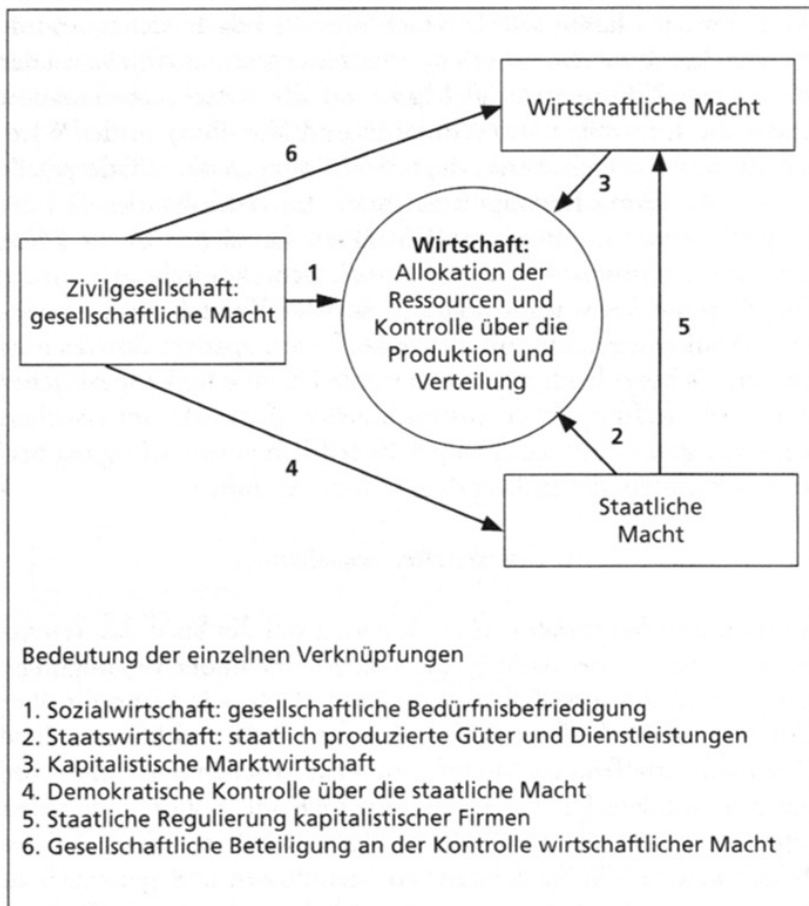 Wirtschaftliche Macht
6
3
Wirtschaft:
Allokation der
Ressourcen und
Kontrolle über die
Produktion und
Verteilung
Zivilgesellschaft:
gesellschaftliche Macht
1
5
2
4
Staatliche
Macht
Bedeutung der einzelnen Verknüpfungen
1. Sozialwirtschaft: gesellschaftliche Bedürfnisbefriedigung
2. Staatswirtschaft: staatlich produzierte Güter und Dienstleistungen
3. Kapitalistische Marktwirtschaft
4. Demokratische Kontrolle über die staatliche Macht
5. Staatliche Regulierung kapitalistischer Firmen
6. Gesellschaftliche Beteiligung an der Kontrolle wirtschaftlicher Macht